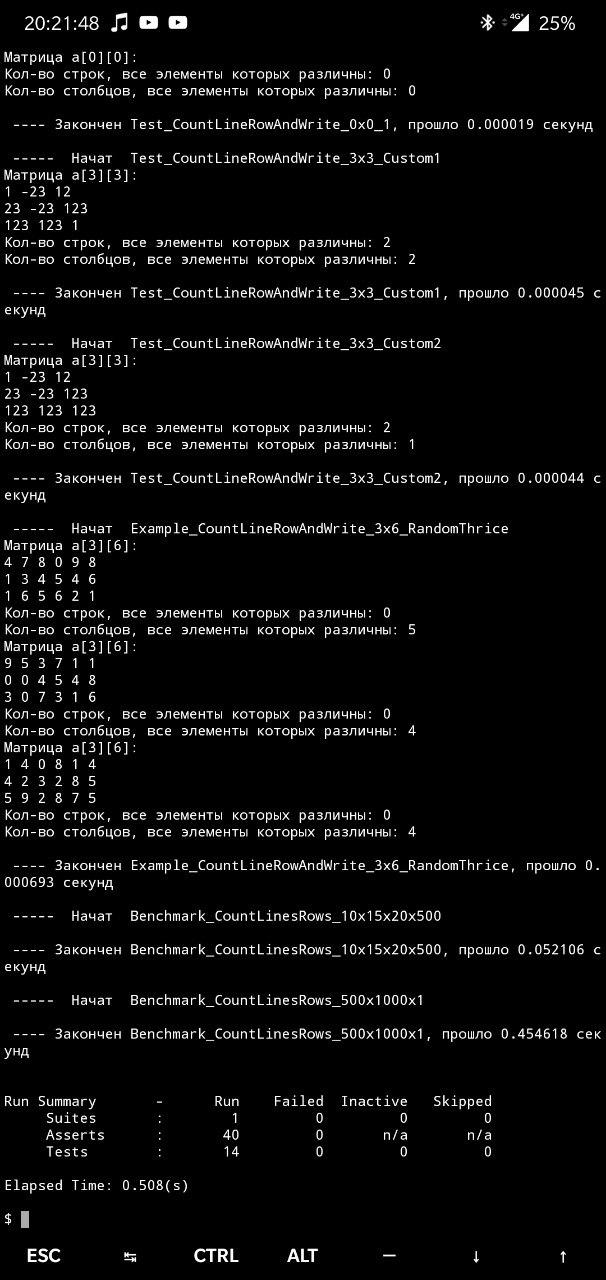 20:21:48 4G+ 25%
Матрица a[0][0]:
Кол-во строк, все элементы которых различны: 0
Кол-во столбцов, все элементы которых различны: 0
---- Закончен Test_CountLineRowAndWrite_0x0_1, прошло 0.000019 секунд
----- Начат Test_CountLineRowAndWrite_3x3_Custom1
Матрица a[3][3]:
1 -23 12
23 -23 123
123 123 1
Кол-во строк, все элементы которых различны: 2
Кол-во столбцов, все элементы которых различны: 2
---- Закончен Test_CountLineRowAndWrite_3x3_Custom1, прошло 0.000045 с
екунд
----- Начат Test_CountLineRowAndWrite_3x3_Custom2
Матрица a[3][3]:
1 -23 12
23 -23 123
123 123 123
Кол-во строк, все элементы которых различны: 2
Кол-во столбцов, все элементы которых различны: 1
---- Закончен Test_CountLineRowAndWrite_3x3_Custom2, прошло 0.000044 с
екунд
----- Начат Example_CountLineRowAndWrite_3x6_RandomThrice
Матрица a[3][6]:
4 7 8 0 9 8
1 3 4 5 4 6
1 6 5 6 2 1
Кол-во строк, все элементы которых различны: 0
Кол-во столбцов, все элементы которых различны: 5
Матрица a[3][6]:
9 5 3 7 1 1
0 0 4 5 4 8
3 0 7 3 1 6
Кол-во строк, все элементы которых различны: 0
Кол-во столбцов, все элементы которых различны: 4
Матрица a[3][6]:
1 4 0 8 1 4
4 2 3 2 8 5
5 9 2 8 7 5
Кол-во строк, все элементы которых различны: 0
Кол-во столбцов, все элементы которых различны: 4
---- Закончен Example_CountLineRowAndWrite_3x6_RandomThrice, прошло 0.
000693 секунд
----- Начат Benchmark_CountLinesRows_10x15x20x500
---- Закончен Benchmark_CountLinesRows_10x15x20x500, прошло 0.052106 с
екунд
----- Начат Benchmark_CountLinesRows_500x1000x1
---- Закончен Benchmark_CountLinesRows_500x1000x1, прошло 0.454618 сек
унд
Run Summary - Run Failed Inactive Skipped
Suites : 1 0 0 0
Asserts : 40 0 n/a n/a
Tests : 14 0 0 0
Elapsed Time: 0.508(s)
$
ESC ↹ CTRL ALT — ↓ ↑